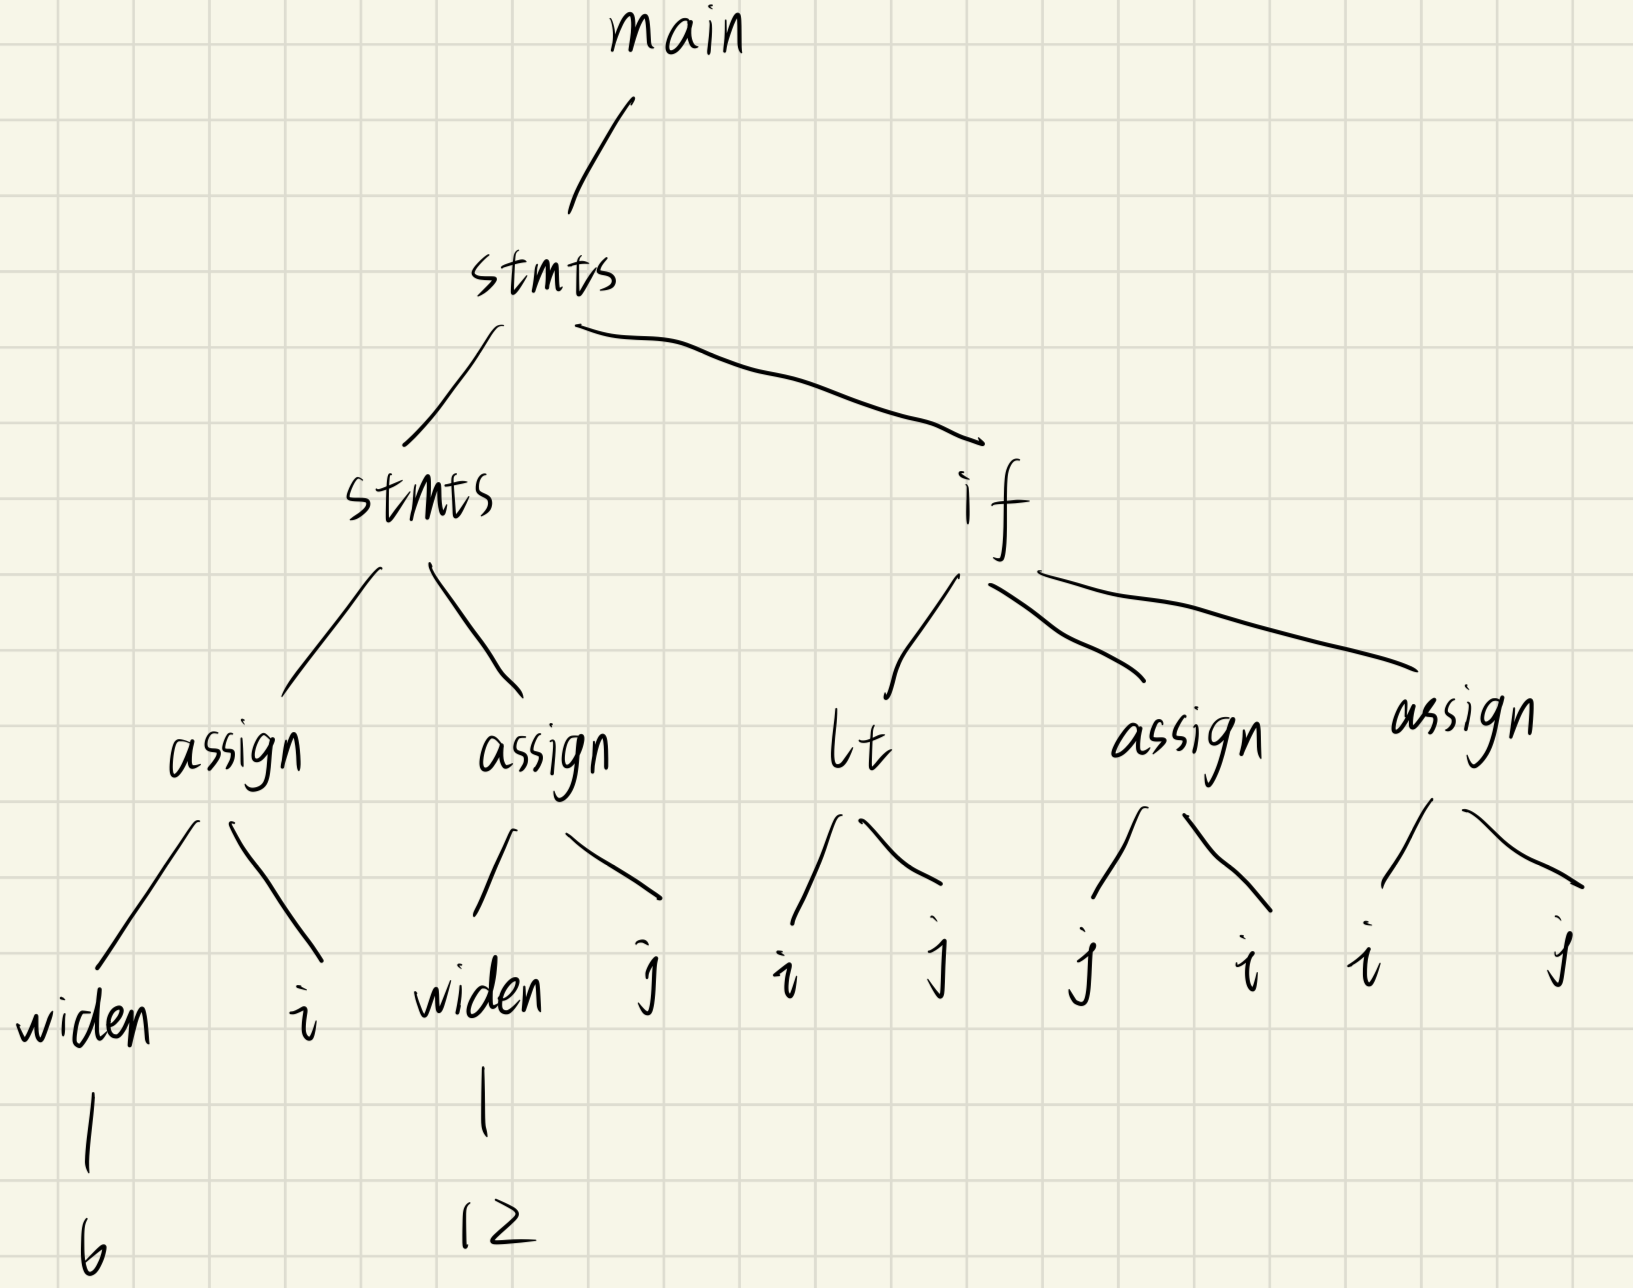 main
stmts
stmts if
assign assign lt assign assign
widen i widen j i j j i i j
6 12